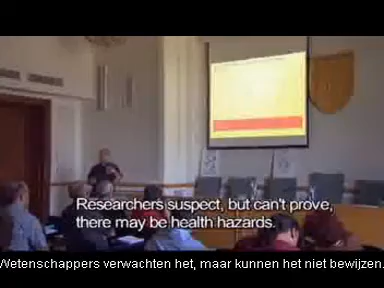 Researchers suspect, but can't prove,
there may be health hazards.
Wetenschappers verwachten het, maar kunnen het niet bewijzen.